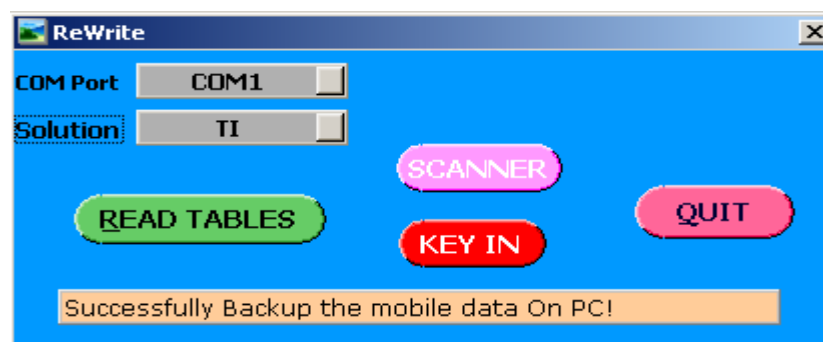 ReWrite
COM Port COM1
Solution TI
SCANNER
READ TABLES
QUIT
KEY IN
Successfully Backup the mobile data On PC!